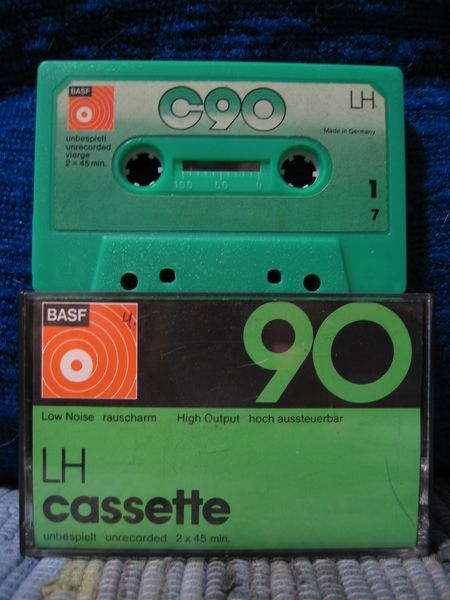 BASF
C90
LH
Made in Germany
unbespielt
unrecorded
vierge
2 x 45 min.
100 50 0
1
7
BASF
4.
90
Low Noise rauscharm High Output hoch aussteuerbar
LH
cassette
unbespielt unrecorded 2 x 45 min.